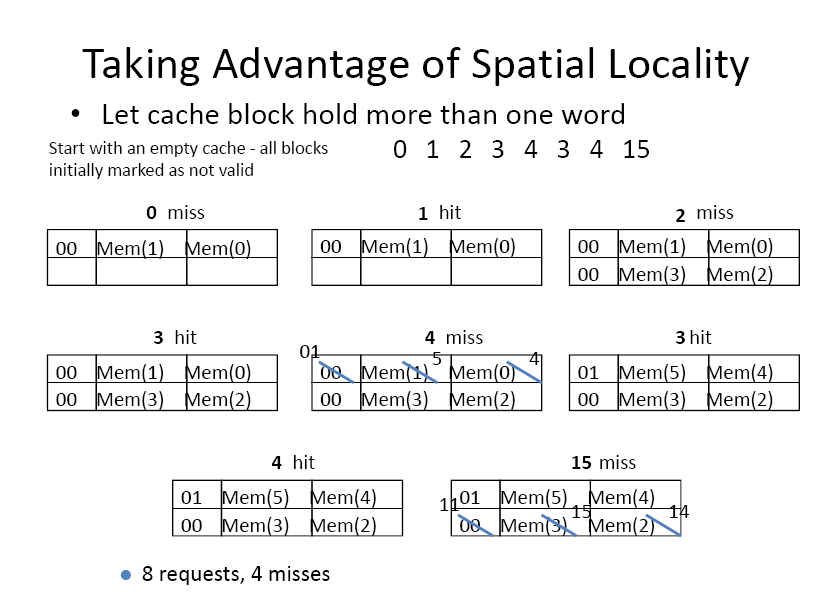 Taking Advantage of Spatial Locality
• Let cache block hold more than one word
Start with an empty cache - all blocks
initially marked as not valid
0 1 2 3 4 3 4 15
0 miss
00 Mem(1) Mem(0)
1 hit
00 Mem(1) Mem(0)
2 miss
00 Mem(1) Mem(0)
00 Mem(3) Mem(2)
3 hit
00 Mem(1) Mem(0)
00 Mem(3) Mem(2)
4 miss
01 5 4
00 Mem(1) Mem(0)
00 Mem(3) Mem(2)
3 hit
01 Mem(5) Mem(4)
00 Mem(3) Mem(2)
4 hit
01 Mem(5) Mem(4)
00 Mem(3) Mem(2)
15 miss
01 Mem(5) Mem(4)
11 15 14
00 Mem(3) Mem(2)
● 8 requests, 4 misses